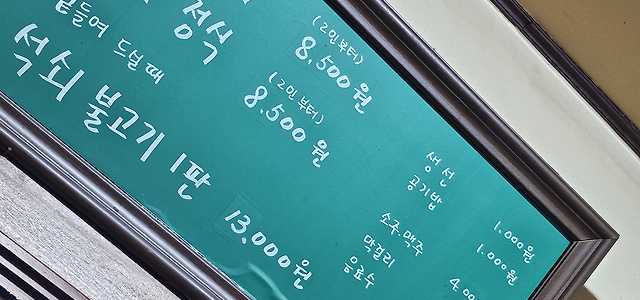 정식
(2인부터)
8,500원
곁들여 드실 때
(2인부터)
8,500원
석쇠 불고기 1판
13,000원
생선
1,000원
공기밥
1,000원
소주·맥주
4,00
막걸리
음료수